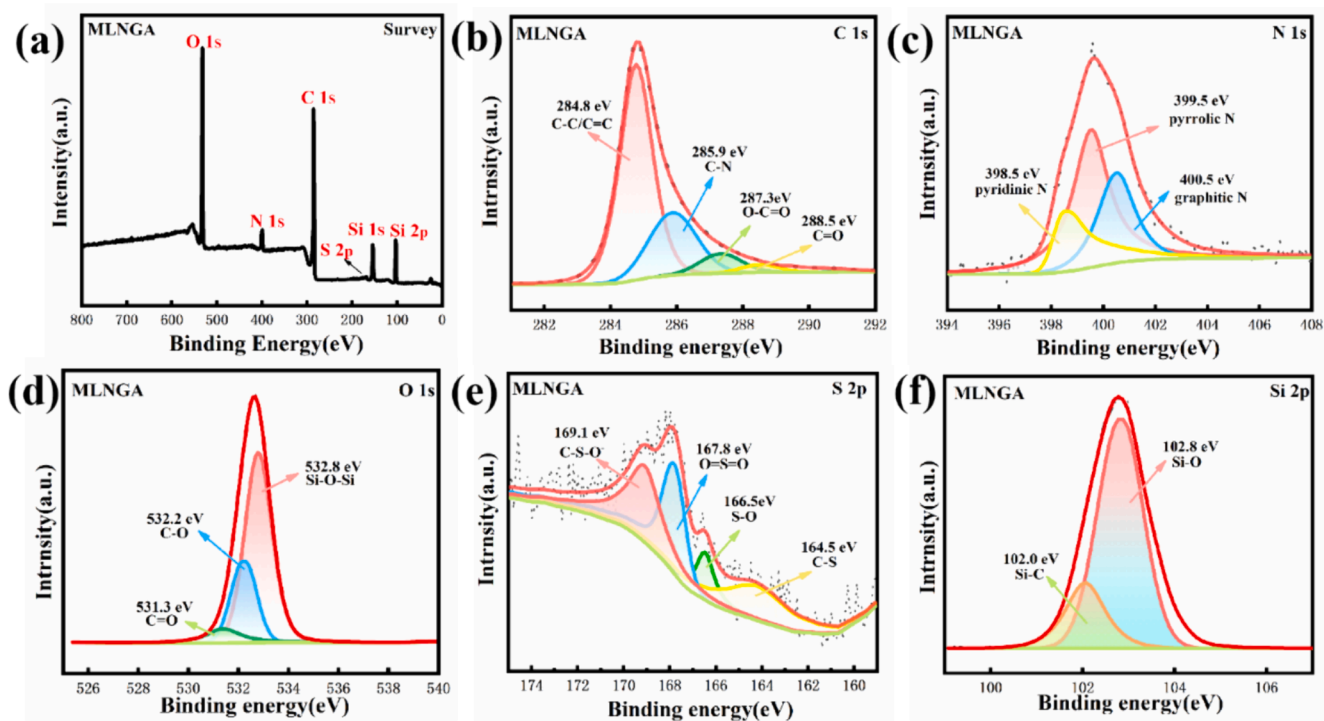 (a)
MLNGA
Survey
O 1s
C 1s
N 1s
S 2p
Si 1s
Si 2p
Intensity(a.u.)
800 700 600 500 400 300 200 100 0
Binding Energy(eV)
(b)
MLNGA
C 1s
284.8 eV
C-C/C=C
285.9 eV
C-N
287.3eV
O-C=O
288.5 eV
C=O
Intrnsity(a.u.)
282 284 286 288 290 292
Binding energy(eV)
(c)
MLNGA
N 1s
399.5 eV
pyrrolic N
398.5 eV
pyridinic N
400.5 eV
graphitic N
Intrnsity(a.u.)
394 396 398 400 402 404 406 408
Binding energy(eV)
(d)
MLNGA
O 1s
532.8 eV
Si-O-Si
532.2 eV
C-O
531.3 eV
C=O
Intrnsity(a.u.)
526 528 530 532 534 536 538 540
Binding energy(eV)
(e)
MLNGA
S 2p
169.1 eV
C-S-O
167.8 eV
O=S=O
166.5eV
S-O
164.5 eV
C-S
Intrnsity(a.u.)
174 172 170 168 166 164 162 160
Binding energy(eV)
(f)
MLNGA
Si 2p
102.8 eV
Si-O
102.0 eV
Si-C
Intrnsity(a.u.)
100 102 104 106
Binding energy(eV)